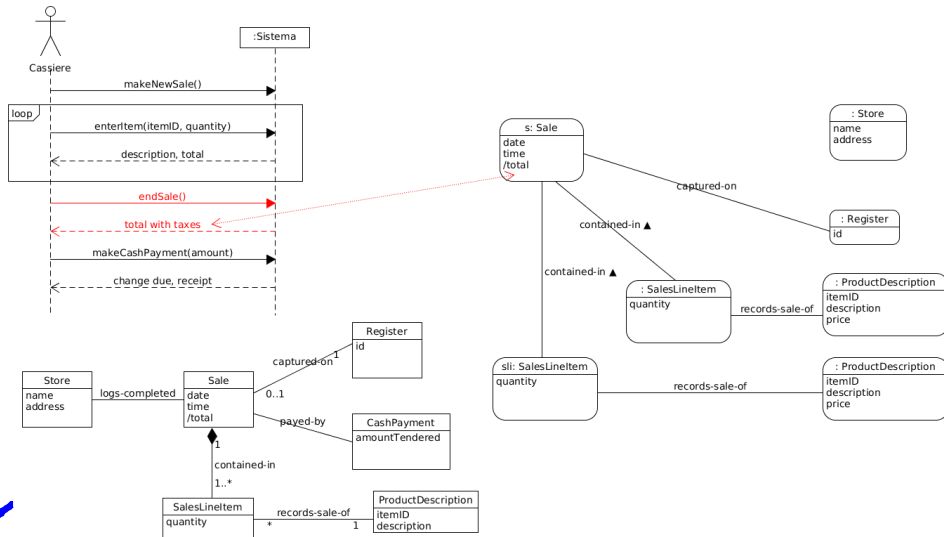 Cassiere
:Sistema
makeNewSale()
loop
enterItem(itemID, quantity)
description, total
endSale()
total with taxes
makeCashPayment(amount)
change due, receipt
s: Sale
date
time
/total
: Store
name
address
captured-on
: Register
id
contained-in ▲
contained-in ▲
: SalesLineItem
quantity
records-sale-of
: ProductDescription
itemID
description
price
sli: SalesLineItem
quantity
records-sale-of
: ProductDescription
itemID
description
price
Register
id
captured-on
1
0..1
Store
name
address
logs-completed
Sale
date
time
/total
payed-by
CashPayment
amountTendered
1
contained-in
1..*
SalesLineItem
quantity
records-sale-of
*
1
ProductDescription
itemID
description